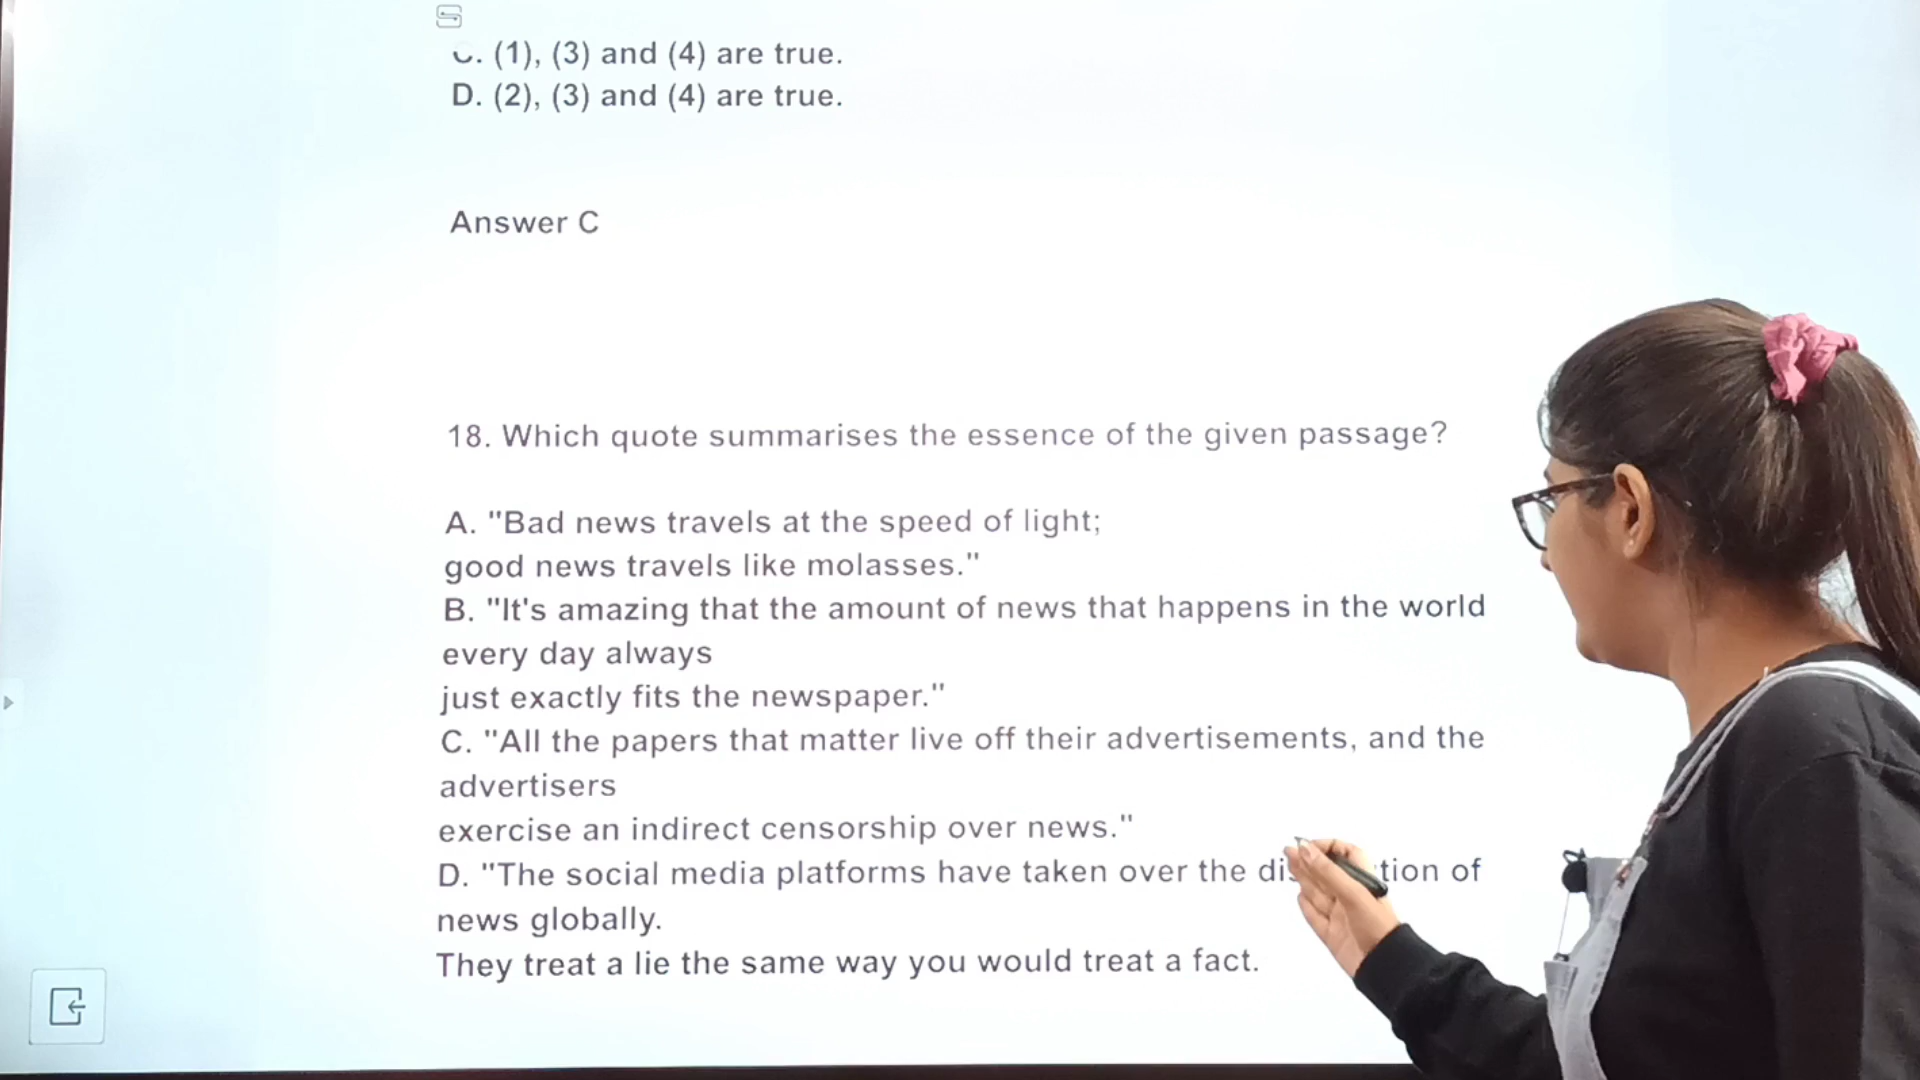 (1), (3) and (4) are true.
D. (2), (3) and (4) are true.
Answer C
18. Which quote summarises the essence of the given passage?
A. "Bad news travels at the speed of light;
good news travels like molasses."
B. "It's amazing that the amount of news that happens in the world
every day always
just exactly fits the newspaper."
C. "All the papers that matter live off their advertisements, and the
advertisers
exercise an indirect censorship over news."
D. "The social media platforms have taken over the of
news globally.
They treat a lie the same way you would treat a fact.